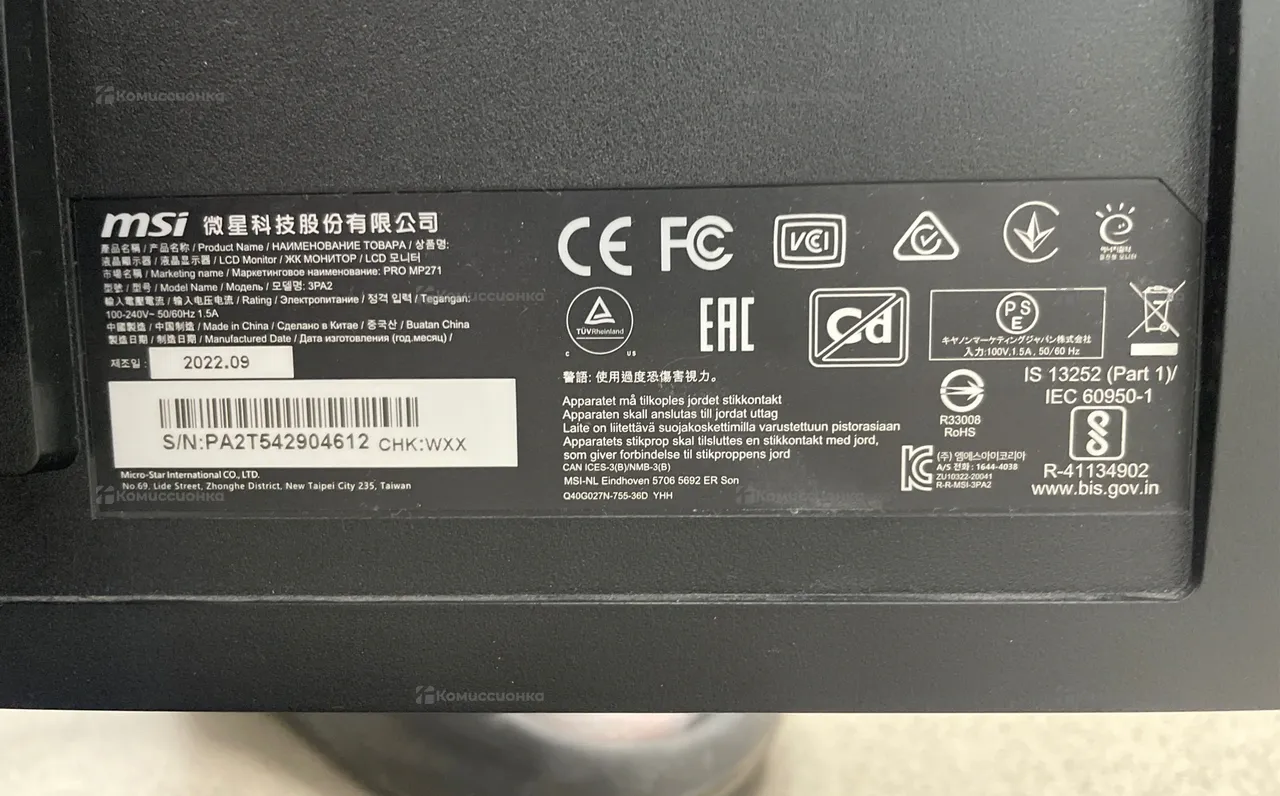 Комиссионка
msi 微星科技股份有限公司
產品名稱 / 产品名称 / Product Name / НАИМЕНОВАНИЕ ТОВАРА / 상품명:
液晶顯示器 / 液晶显示器 / LCD Monitor / ЖК МОНИТОР / LCD 모니터
市場名稱 / Marketing name / Маркетинговое наименование: PRO MP271
型號 / 型号 / Model Name / Модель / 모델명: 3PA2
輸入電壓電流 / 输入电压电流 / Rating / Электропитание / 정격 입력 / Tegangan:
100-240V~ 50/60Hz 1.5A
中國製造 / 中国制造 / Made in China / Сделано в Китае / 중국산 / Buatan China
製造日期 / 制造日期 / Manufactured Date / Дата изготовления (год.месяц) /
제조일 : 2022.09
S/N:PA2T542904612 CHK:WXX
Micro-Star International CO., LTD.
No.69, Lide Street, Zhonghe District, New Taipei City 235, Taiwan
Комиссионка
CE FC VCCI
에너지절약
TÜVRheinland
C US
EAC
Cd
PS
E
キヤノンマーケティングジャパン株式会社
入力:100V,1.5A , 50/60 Hz
警語: 使用過度恐傷害視力。
Apparatet må tilkoples jordet stikkontakt
Apparaten skall anslutas till jordat uttag
Laite on liitettävä suojakoskettimilla varustettuun pistorasiaan
Apparatets stikprop skal tilsluttes en stikkontakt med jord,
som giver forbindelse til stikproppens jord
CAN ICES-3(B)/NMB-3(B)
MSI-NL Eindhoven 5706 5692 ER Son
Q40G027N-755-36D YHH
R33008
RoHS
IS 13252 (Part 1)/
IEC 60950-1
(주) 엠에스아이코리아
A/S 전화 : 1644-4038
ZU10322-20041
R-R-MSI-3PA2
R-41134902
www.bis.gov.in
Комиссионка
Комиссионка